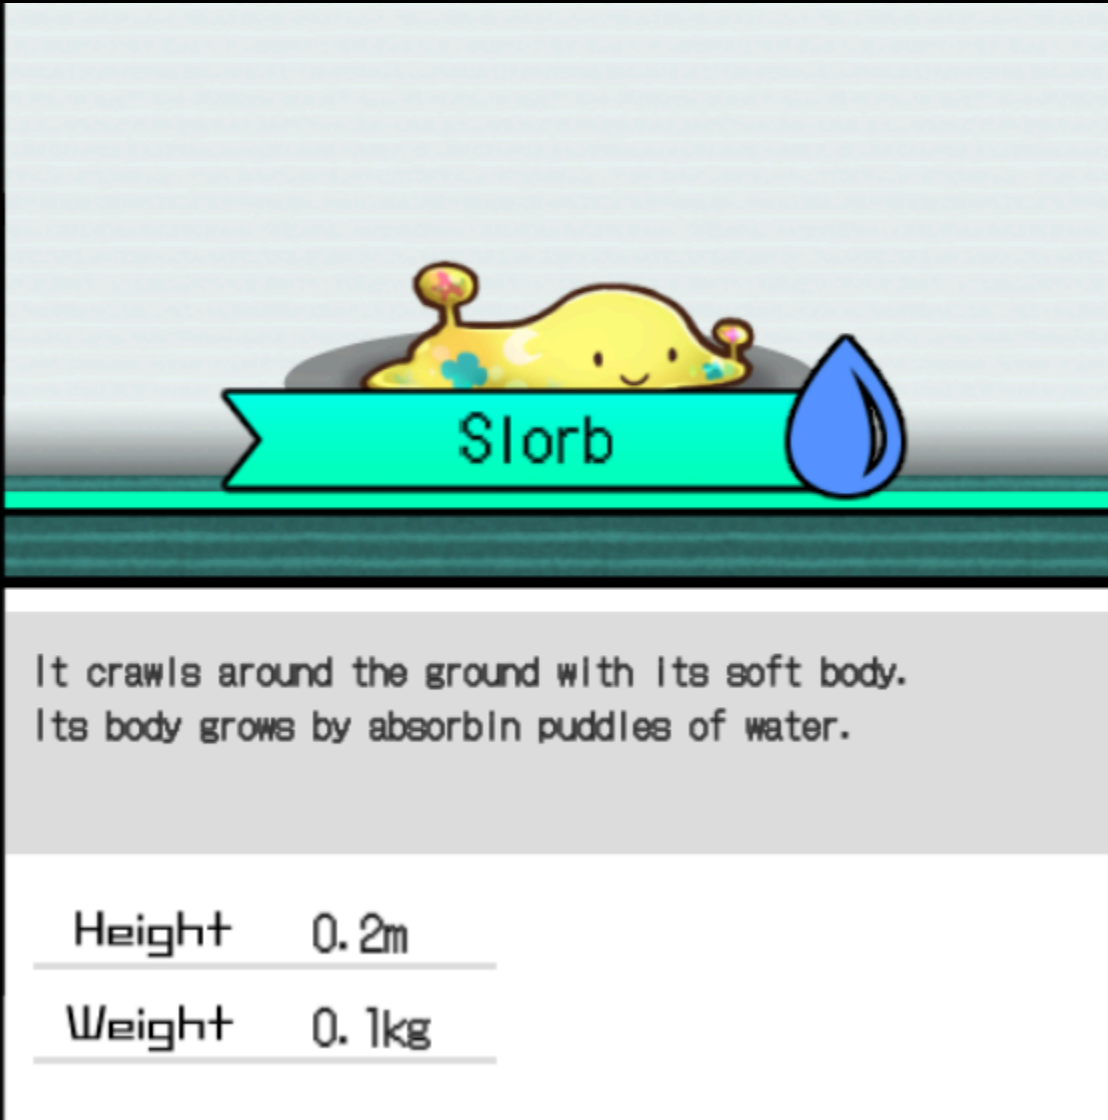 Slorb
It crawls around the ground with its soft body.
Its body grows by absorbin puddles of water.
Height 0.2m
Weight 0.1kg